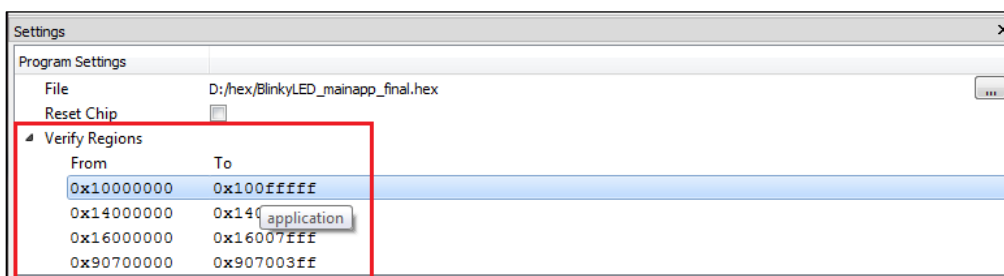 Settings ×
Program Settings
File D:/hex/BlinkyLED_mainapp_final.hex ...
Reset Chip
Verify Regions
From To
0x10000000 0x100fffff
0x14000000 0x140
application
0x16000000 0x16007fff
0x90700000 0x907003ff